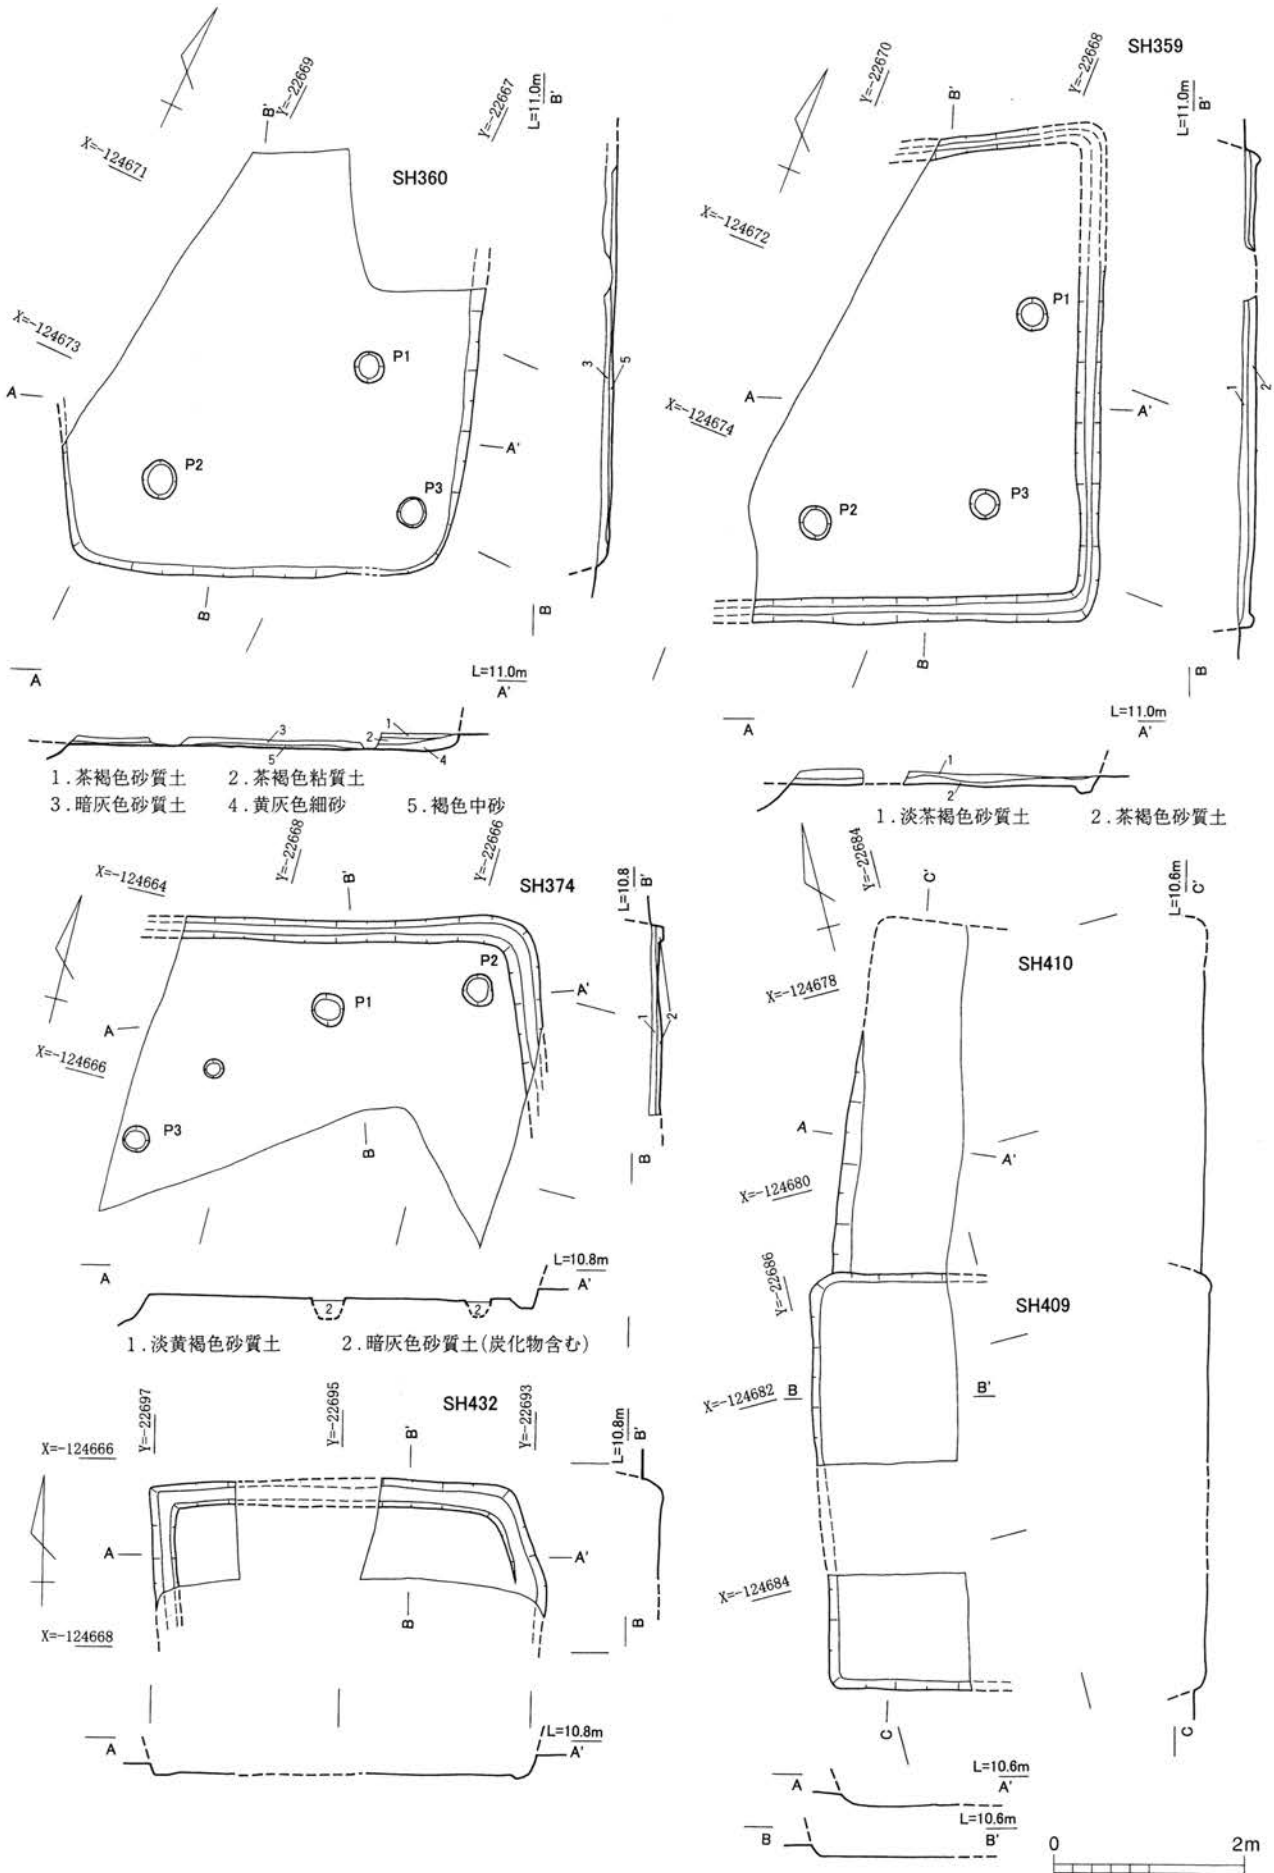 SH360
Y=-22669
Y=-22667
X=-124671
X=-124673
L=11.0m
B'
B'
A
A'
P1
P2
P3
B
B
3
5
L=11.0m
A
A'
1
2
3
4
5
1.茶褐色砂質土 2.茶褐色粘質土
3.暗灰色砂質土 4.黄灰色細砂 5.褐色中砂
SH359
Y=-22670
Y=-22668
X=-124672
X=-124674
L=11.0m
B'
B'
A
A'
P1
P2
P3
B
B
1
2
L=11.0m
A
A'
1
2
1.淡茶褐色砂質土 2.茶褐色砂質土
SH374
Y=-22668
Y=-22666
X=-124664
X=-124666
L=10.8
B'
B'
A
A'
P1
P2
P3
B
B
1
2
L=10.8m
A
A'
2
2
1.淡黄褐色砂質土 2.暗灰色砂質土(炭化物含む)
SH432
Y=-22697
Y=-22695
Y=-22693
X=-124666
X=-124668
L=10.8m
B'
B'
A
A'
B
B
L=10.8m
A
A'
SH410
Y=-22684
C'
L=10.6m
C'
X=-124678
A
A'
X=-124680
Y=-22686
SH409
X=-124682
B
B'
X=-124684
C
C
L=10.6m
A
A'
L=10.6m
B
B'
0 2m